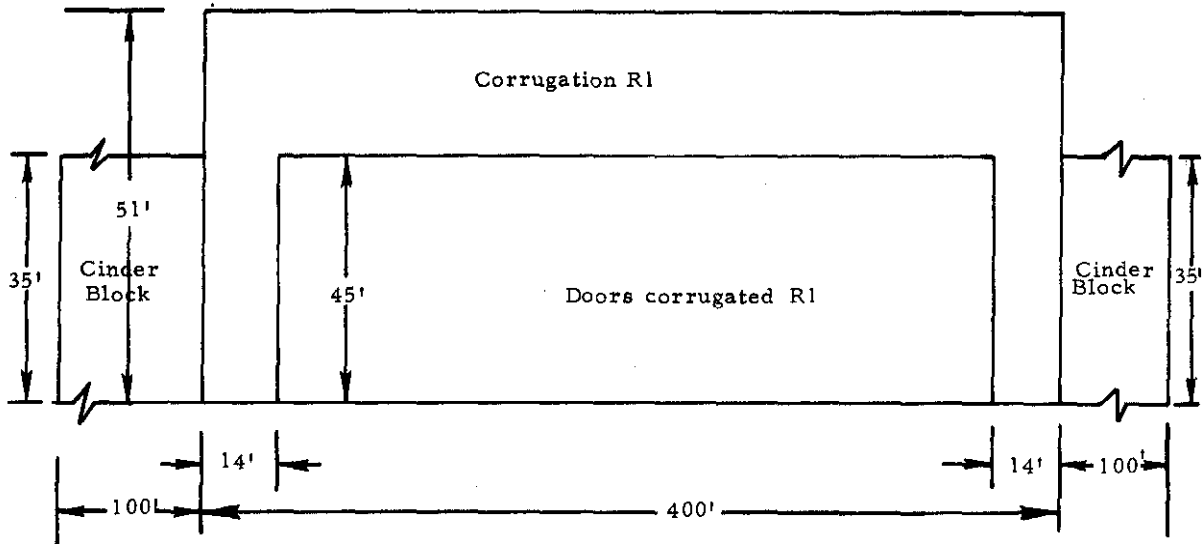 Corrugation R1
51'
35'
Cinder
Block
45'
Doors corrugated R1
Cinder
Block
35'
14'
14'
100'
100'
400'